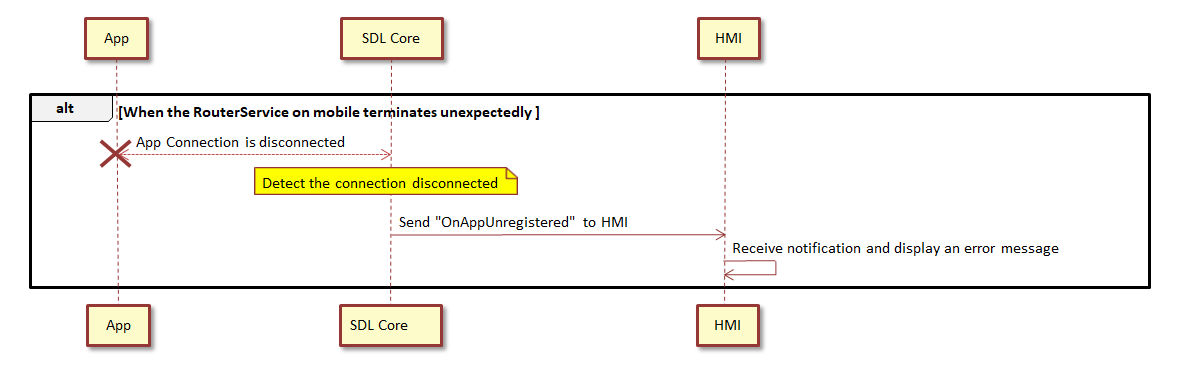 App
SDL Core
HMI
alt
[When the RouterService on mobile terminates unexpectedly ]
App Connection is disconnected
Detect the connection disconnected
Send "OnAppUnregistered" to HMI
Receive notification and display an error message
App
SDL Core
HMI